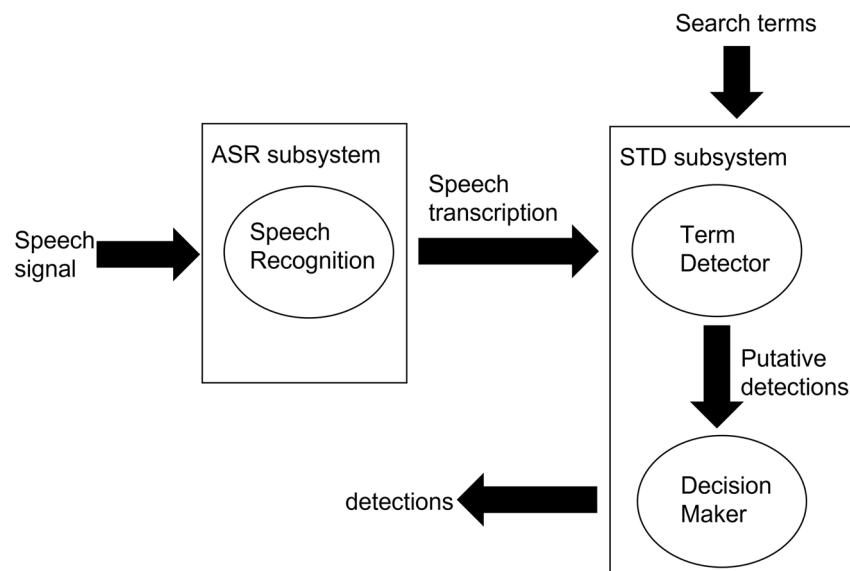 Search terms
ASR subsystem
STD subsystem
Speech
transcription
Speech
signal
Speech
Recognition
Term
Detector
Putative
detections
detections
Decision
Maker